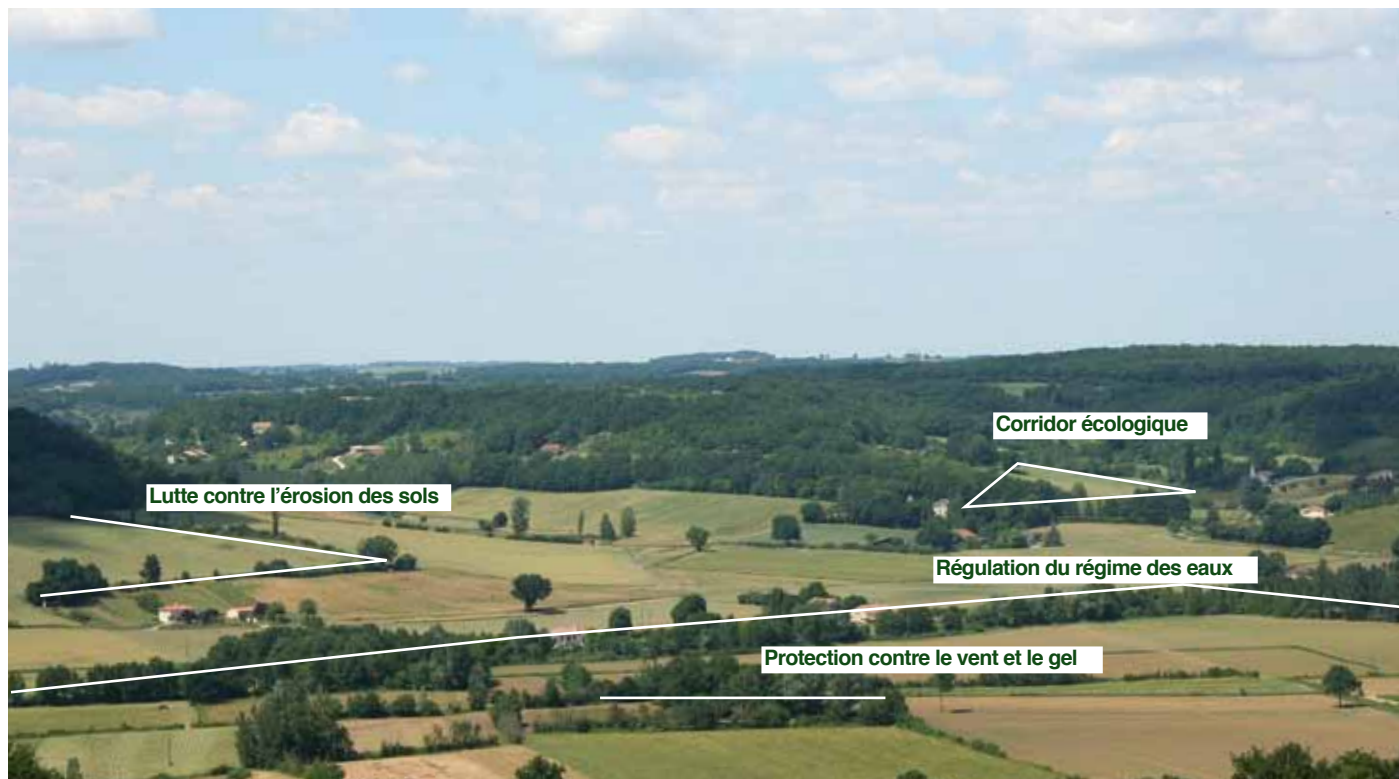 Corridor écologique
Lutte contre l’érosion des sols
Régulation du régime des eaux
Protection contre le vent et le gel